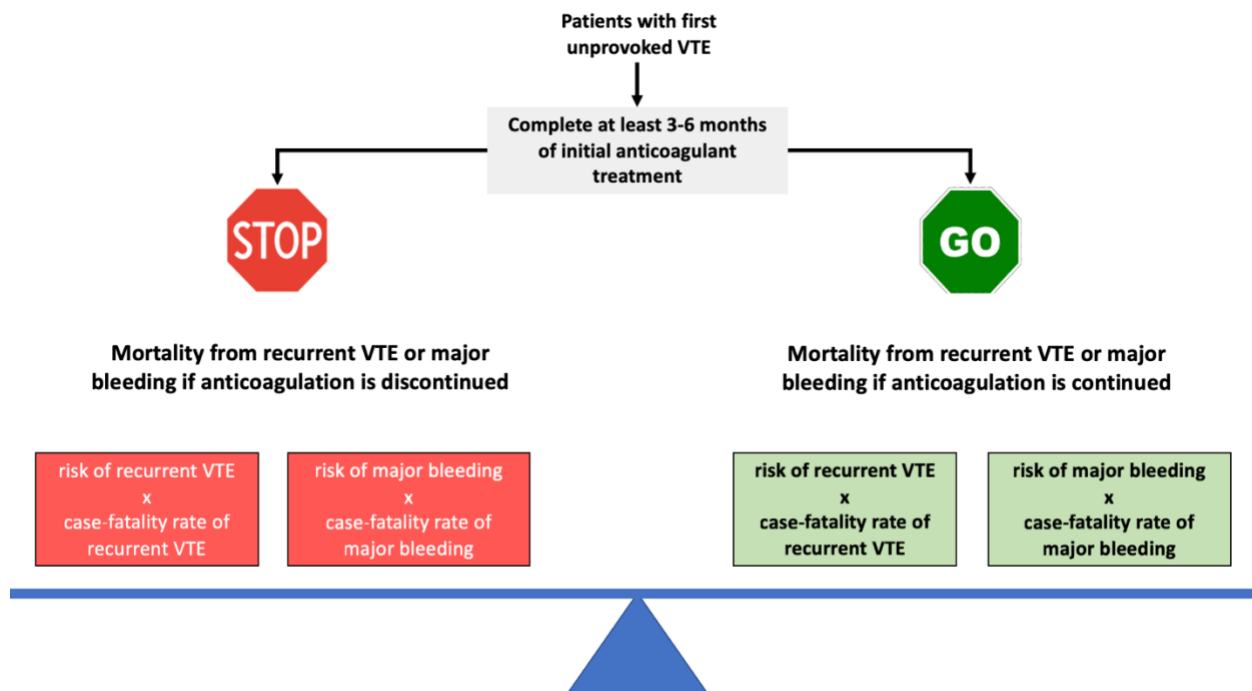 Patients with first
unprovoked VTE
Complete at least 3-6 months
of initial anticoagulant
treatment
STOP
GO
Mortality from recurrent VTE or major
bleeding if anticoagulation is discontinued
Mortality from recurrent VTE or major
bleeding if anticoagulation is continued
risk of recurrent VTE
x
case-fatality rate of
recurrent VTE
risk of major bleeding
x
case-fatality rate of
major bleeding
risk of recurrent VTE
x
case-fatality rate of
recurrent VTE
risk of major bleeding
x
case-fatality rate of
major bleeding